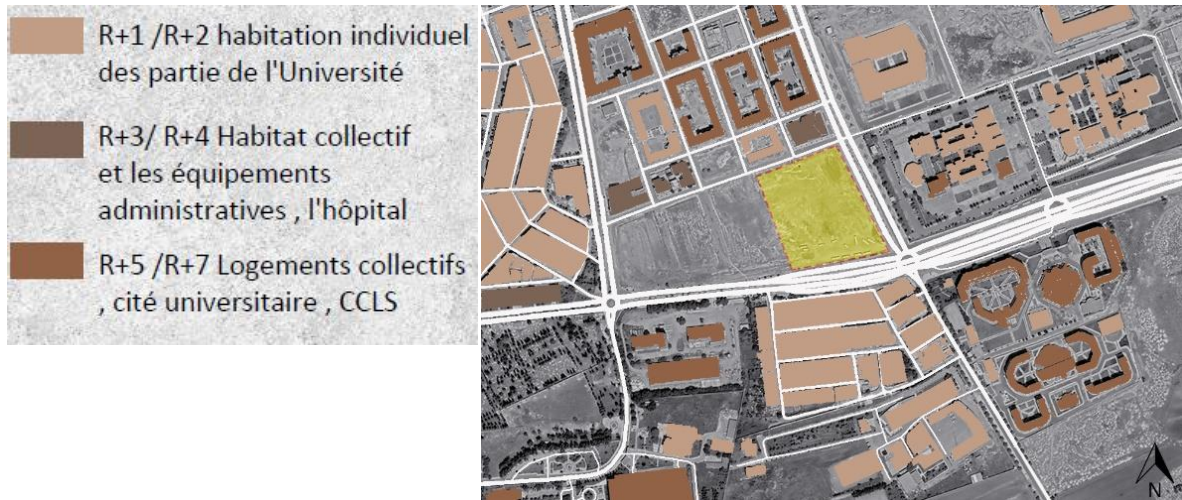 R+1 /R+2 habitation individuel
des partie de l'Université
R+3/ R+4 Habitat collectif
et les équipements
administratives , l'hôpital
R+5 /R+7 Logements collectifs
, cité universitaire , CCLS
N